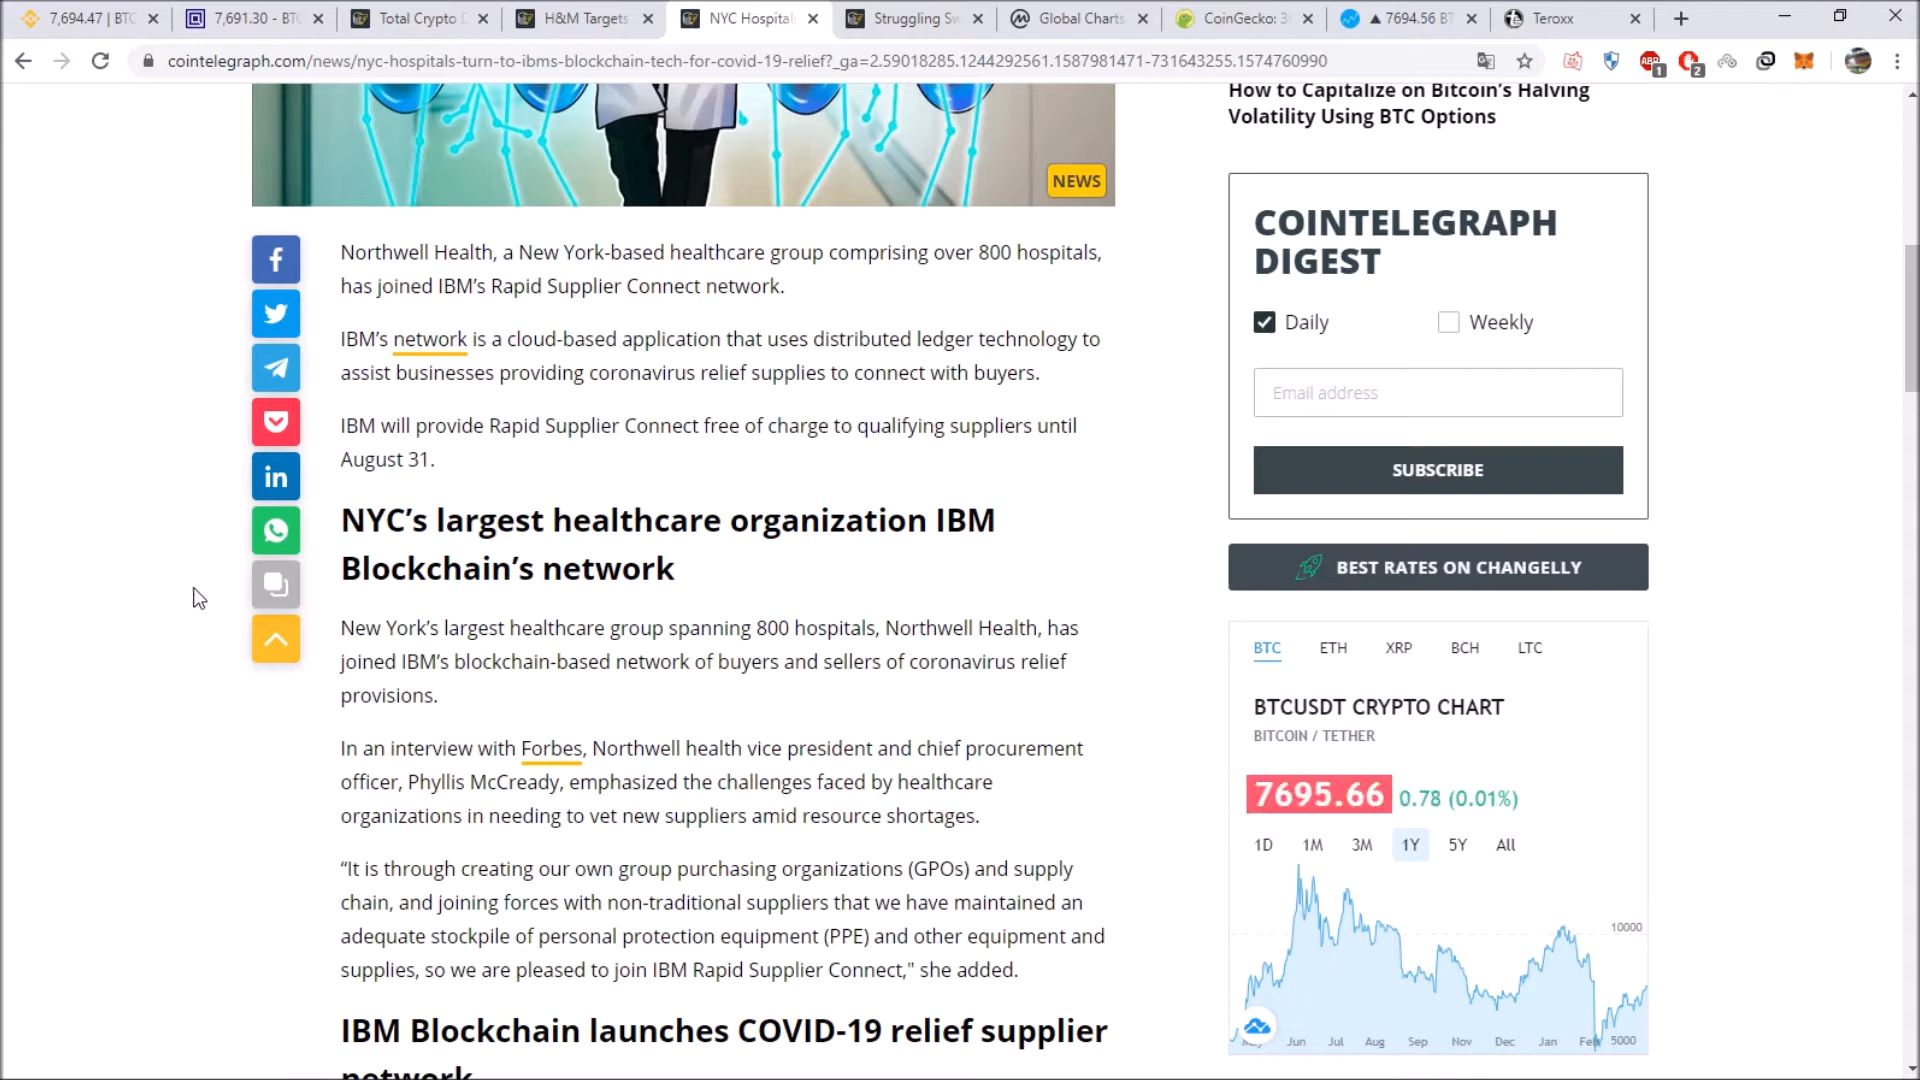 7,694.47 | BTC
7,691.30 - BTC
Total Crypto
H&M Targets
NYC Hospitals
Struggling Sw
Global Charts
CoinGecko: 3
▲ 7694.56 BT
Teroxx
cointelegraph.com/news/nyc-hospitals-turn-to-ibms-blockchain-tech-for-covid-19-relief?_ga=2.59018285.1244292561.1587981471-731643255.1574760990
ABP
1
2
NEWS
Northwell Health, a New York-based healthcare group comprising over 800 hospitals,
has joined IBM’s Rapid Supplier Connect network.
IBM’s network is a cloud-based application that uses distributed ledger technology to
assist businesses providing coronavirus relief supplies to connect with buyers.
IBM will provide Rapid Supplier Connect free of charge to qualifying suppliers until
August 31.
NYC’s largest healthcare organization IBM
Blockchain’s network
New York’s largest healthcare group spanning 800 hospitals, Northwell Health, has
joined IBM’s blockchain-based network of buyers and sellers of coronavirus relief
provisions.
In an interview with Forbes, Northwell health vice president and chief procurement
officer, Phyllis McCready, emphasized the challenges faced by healthcare
organizations in needing to vet new suppliers amid resource shortages.
“It is through creating our own group purchasing organizations (GPOs) and supply
chain, and joining forces with non-traditional suppliers that we have maintained an
adequate stockpile of personal protection equipment (PPE) and other equipment and
supplies, so we are pleased to join IBM Rapid Supplier Connect," she added.
IBM Blockchain launches COVID-19 relief supplier
network
How to Capitalize on Bitcoin’s Halving
Volatility Using BTC Options
COINTELEGRAPH
DIGEST
Daily
Weekly
Email address
SUBSCRIBE
BEST RATES ON CHANGELLY
BTC ETH XRP BCH LTC
BTCUSDT CRYPTO CHART
BITCOIN / TETHER
7695.66 0.78 (0.01%)
1D 1M 3M 1Y 5Y All
10000
5000
Jun Jul Aug Sep Nov Dec Jan Feb